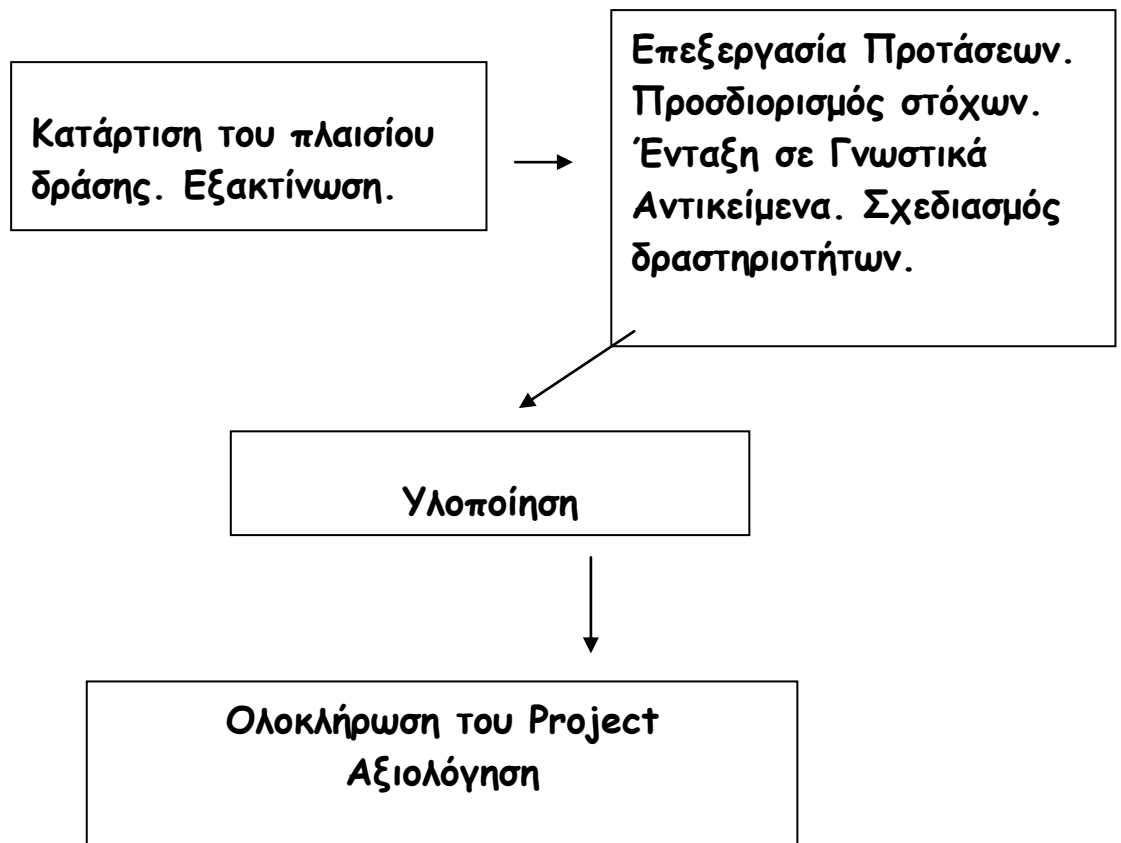 Κατάρτιση του πλαισίου
δράσης. Εξακτίνωση.
Επεξεργασία Προτάσεων.
Προσδιορισμός στόχων.
Ένταξη σε Γνωστικά
Αντικείμενα. Σχεδιασμός
δραστηριοτήτων.
Υλοποίηση
Ολοκλήρωση του Project
Αξιολόγηση